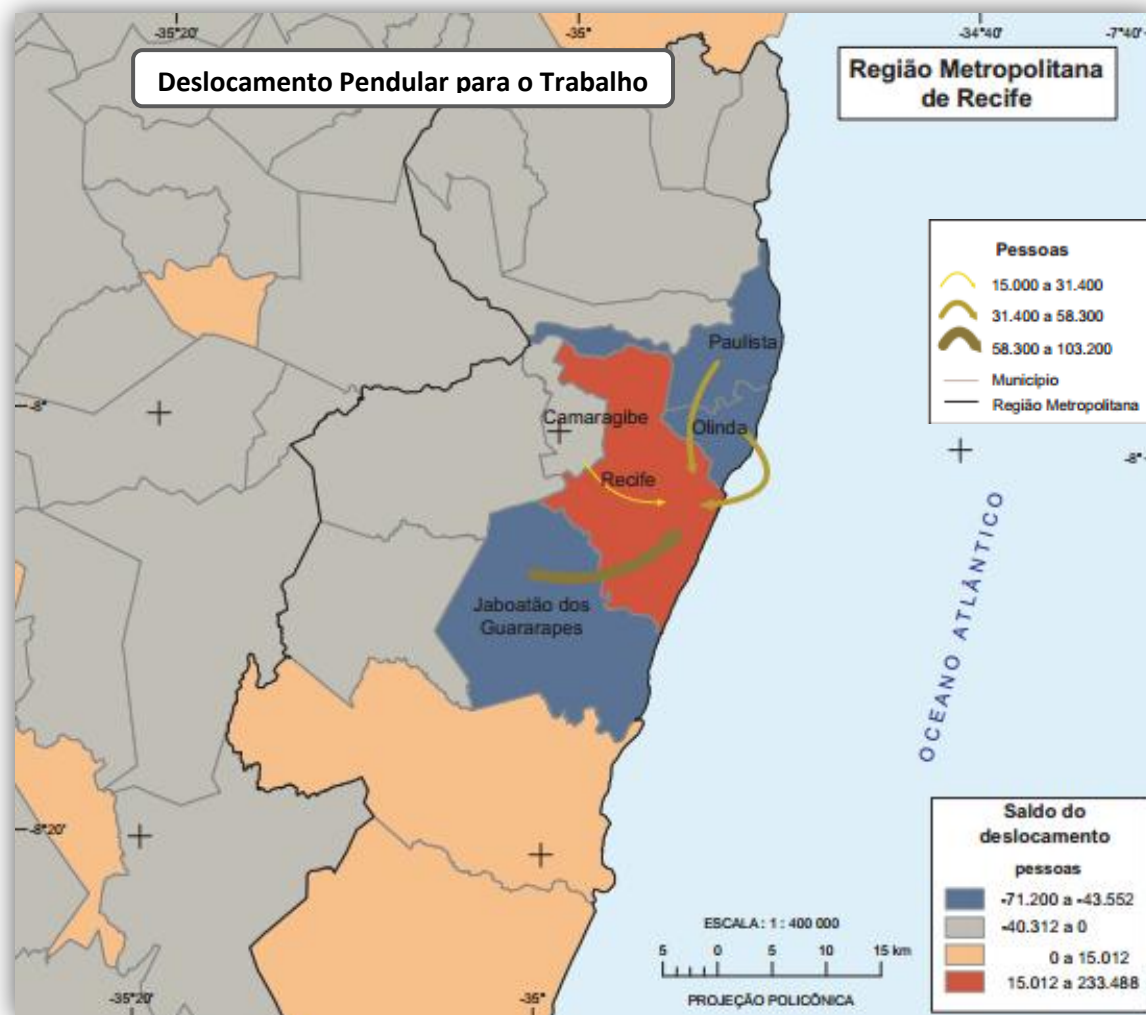 -35°20'
-35°
-34°40'
-7°40'
Deslocamento Pendular para o Trabalho
Região Metropolitana
de Recife
Pessoas
15.000 a 31.400
31.400 a 58.300
58.300 a 103.200
Município
Região Metropolitana
Paulista
-8°
Camaragibe
Olinda
-8°
Recife
Jaboatão dos
Guararapes
OCEANO ATLÂNTICO
-8°20'
Saldo do
deslocamento
pessoas
-71.200 a -43.552
-40.312 a 0
0 a 15.012
15.012 a 233.488
ESCALA : 1 : 400 000
5 0 5 10 15 km
PROJEÇÃO POLICÔNICA
-35°20'
-35°